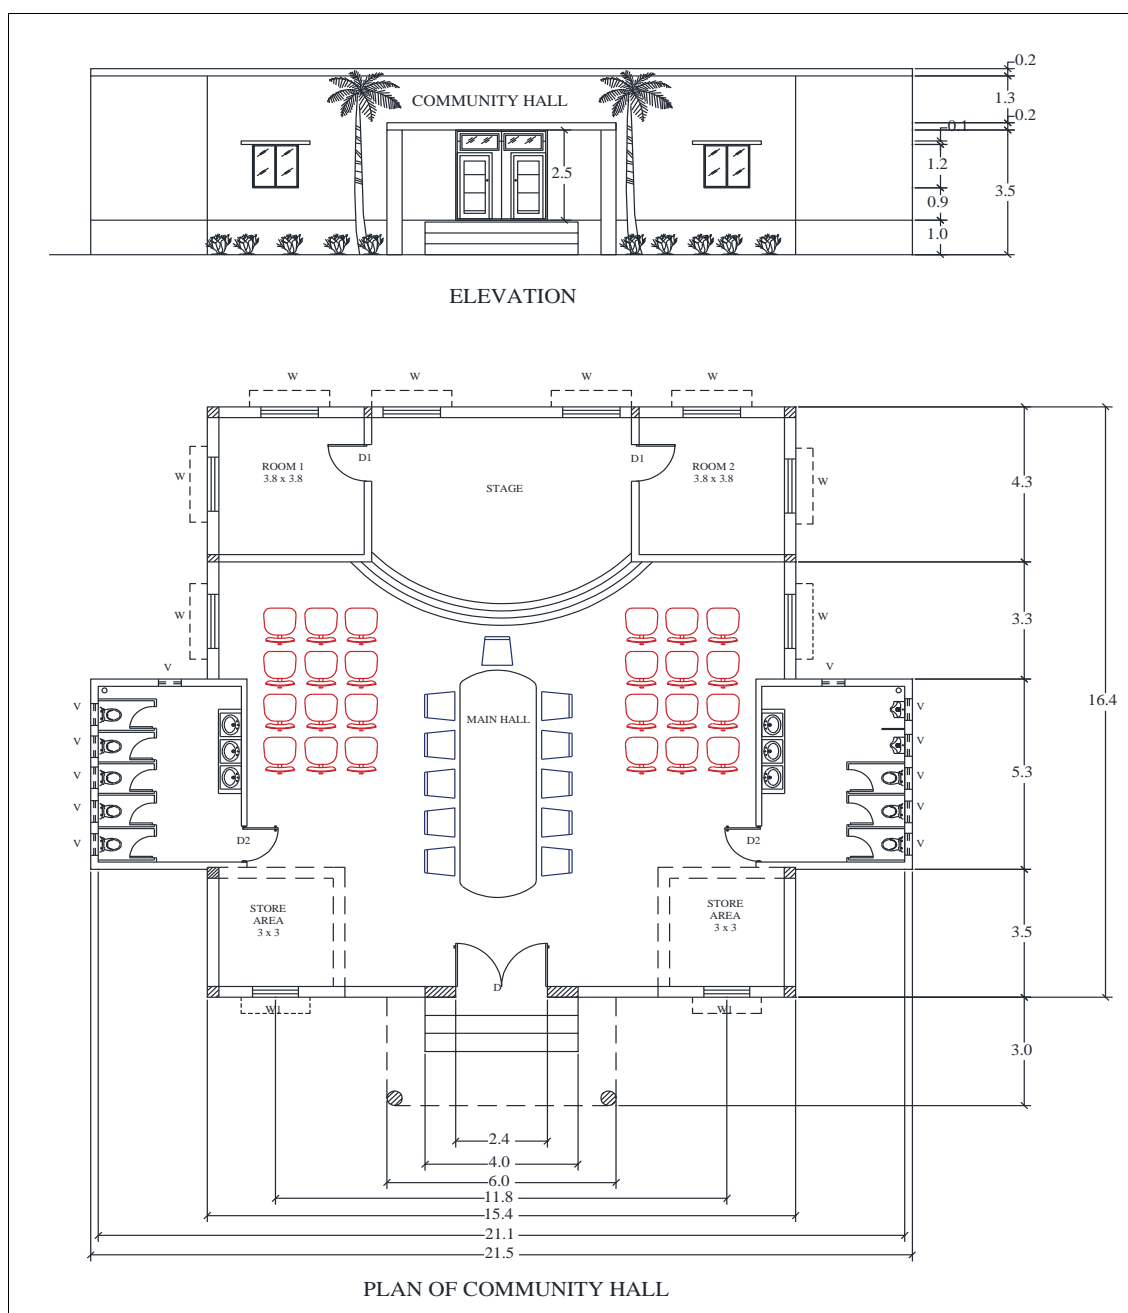 0.2
COMMUNITY HALL
1.3
0.2
0.1
2.5
1.2
3.5
0.9
1.0
ELEVATION
W
W
W
W
D1
D1
ROOM 1
3.8 x 3.8
ROOM 2
3.8 x 3.8
W
W
STAGE
4.3
W
W
3.3
V
V
16.4
V
V
MAIN HALL
V
V
V
V
5.3
V
V
V
V
D2
D2
STORE
AREA
3 x 3
STORE
AREA
3 x 3
3.5
D
W1
W1
3.0
2.4
4.0
6.0
11.8
15.4
21.1
21.5
PLAN OF COMMUNITY HALL